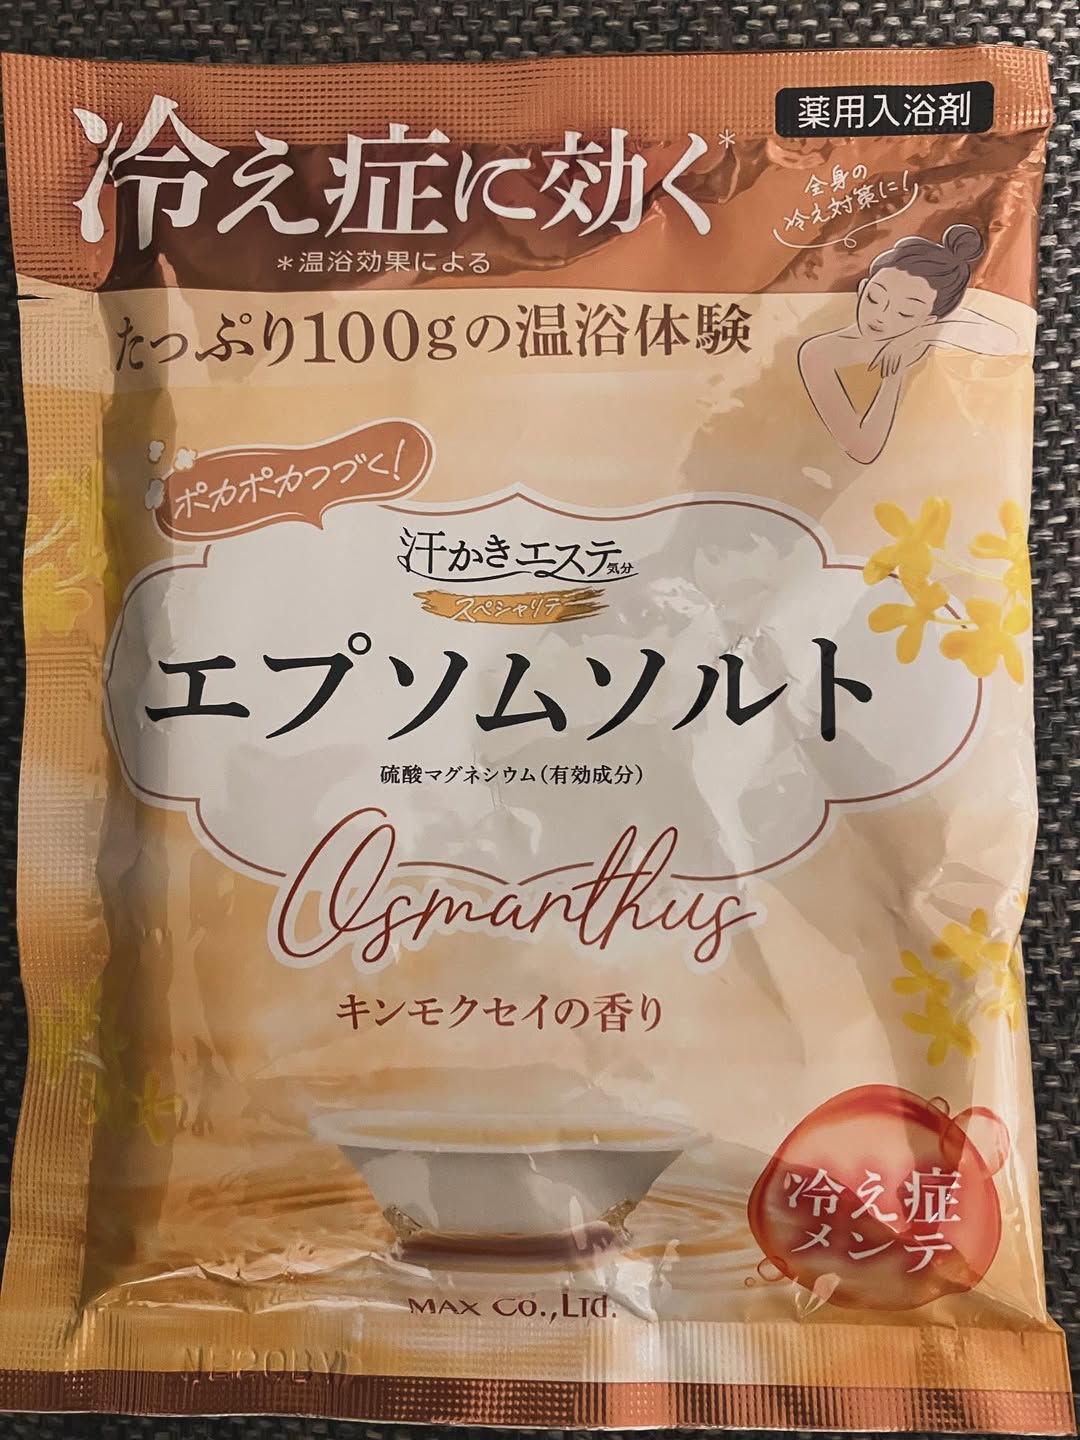 薬用入浴剤
冷え症に効く*
*温浴効果による
全身の
冷え対策に!
たっぷり100gの温浴体験
ポカポカつづく!
汗かきエステ気分
スペシャリテ
エプソムソルト
硫酸マグネシウム(有効成分)
Osmanthus
キンモクセイの香り
冷え症
メンテ
MAX Co.,Ltd.